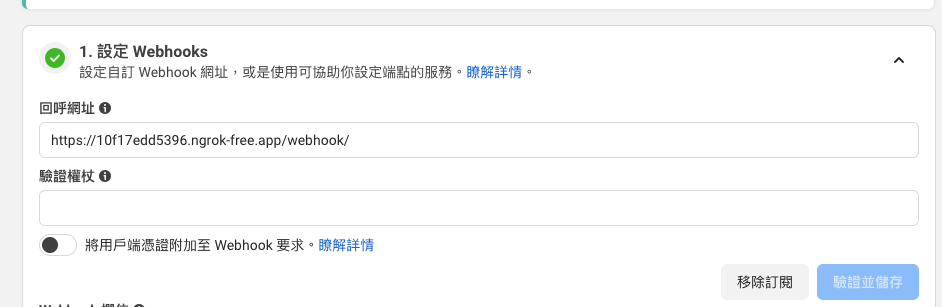 1. 設定 Webhooks
設定自訂 Webhook 網址，或是使用可協助你設定端點的服務。瞭解詳情。
回呼網址
https://10f17edd5396.ngrok-free.app/webhook/
驗證權杖
將用戶端憑證附加至 Webhook 要求。瞭解詳情
移除訂閱
驗證並儲存